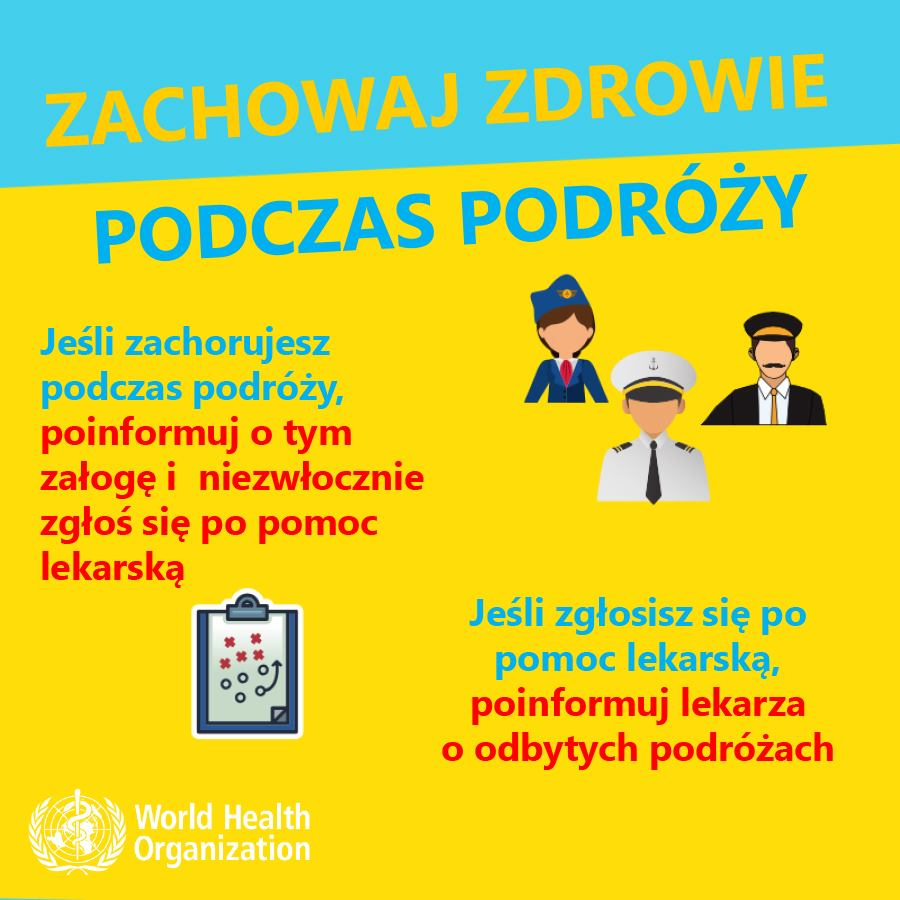 ZACHOWAJ ZDROWIE
PODCZAS PODRÓŻY
Jeśli zachorujesz
podczas podróży,
poinformuj o tym
załogę i  niezwłocznie
zgłoś się po pomoc
lekarską
Jeśli zgłosisz się po
pomoc lekarską,
poinformuj lekarza
o odbytych podróżach
World Health
Organization